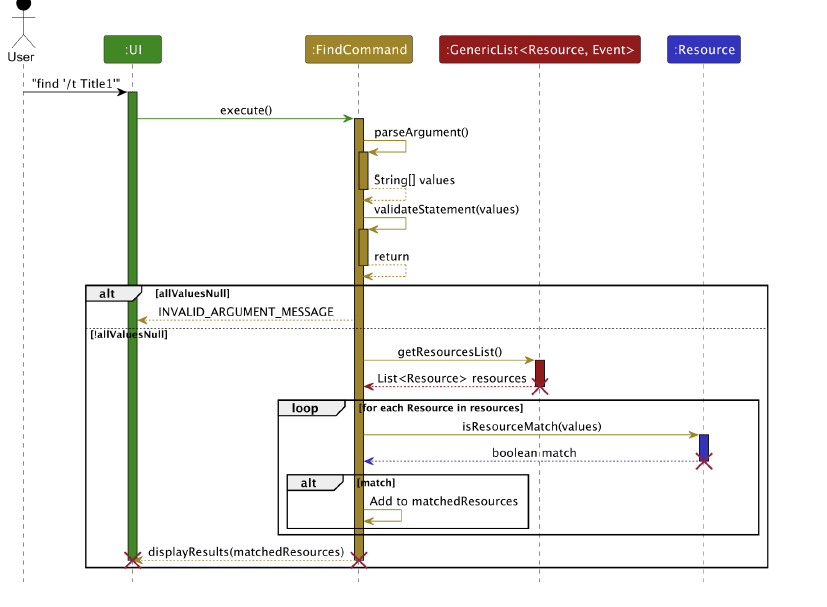 User
:UI
:FindCommand
:GenericList<Resource, Event>
:Resource
"find '/t Title1'"
execute()
parseArgument()
String[] values
validateStatement(values)
return
alt
[allValuesNull]
INVALID_ARGUMENT_MESSAGE
[!allValuesNull]
getResourcesList()
List<Resource> resources
loop
[for each Resource in resources]
isResourceMatch(values)
boolean match
alt
[match]
Add to matchedResources
displayResults(matchedResources)